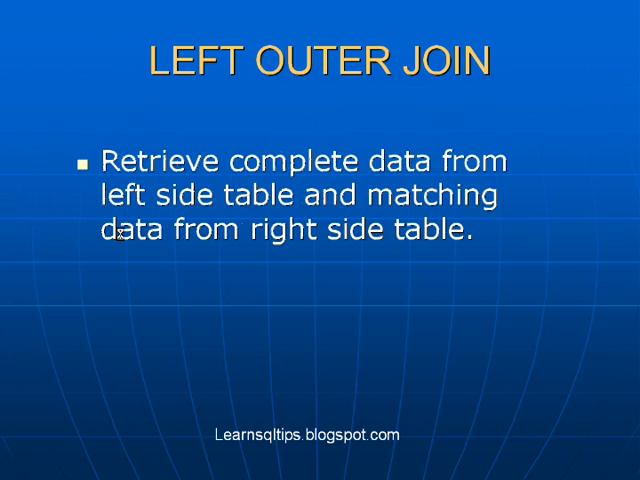 LEFT OUTER JOIN
Retrieve complete data from
left side table and matching
data from right side table.
Learnsqltips.blogspot.com